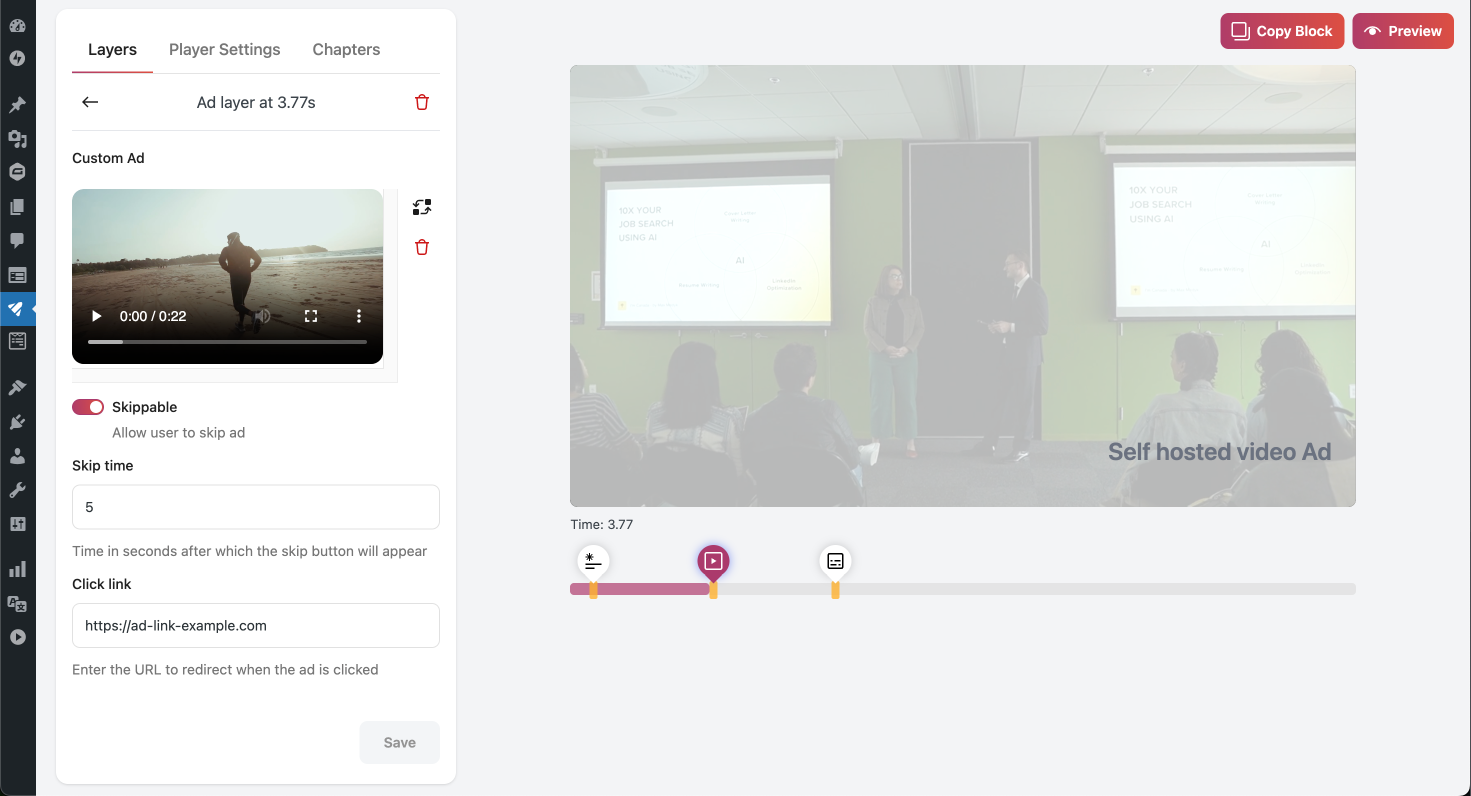 Layers Player Settings Chapters
Ad layer at 3.77s
Custom Ad
0:00 / 0:22
Skippable
Allow user to skip ad
Skip time
5
Time in seconds after which the skip button will appear
Click link
https://ad-link-example.com
Enter the URL to redirect when the ad is clicked
Save
Copy Block
Preview
10X YOUR
JOB SEARCH
USING AI
AI
Resume Writing
10X YOUR
JOB SEARCH
USING AI
AI
Resume Writing
Self hosted video Ad
Time: 3.77